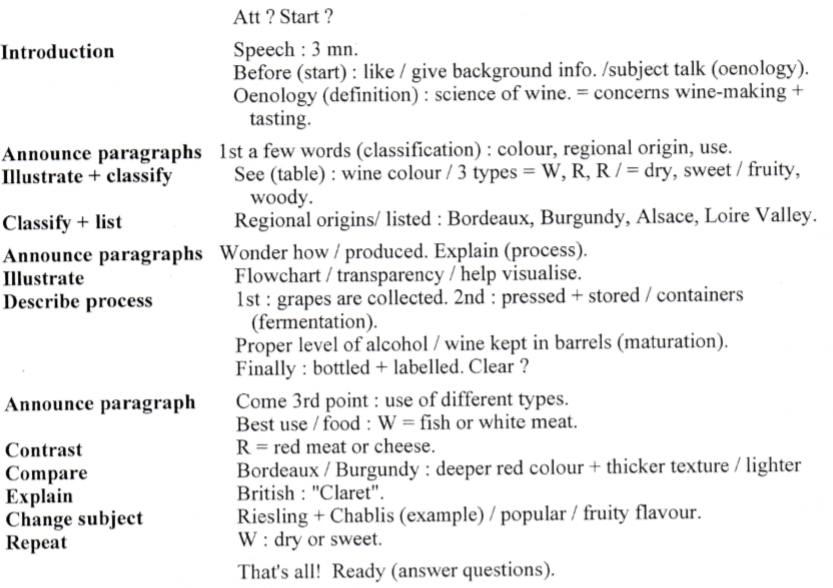 Att ? Start ?
Introduction Speech : 3 mn.
Before (start) : like / give background info. /subject talk (oenology).
Oenology (definition) : science of wine. = concerns wine-making +
tasting.
Announce paragraphs 1st a few words (classification) : colour, regional origin, use.
Illustrate + classify See (table) : wine colour / 3 types = W, R, R / = dry, sweet / fruity,
woody.
Classify + list Regional origins/ listed : Bordeaux, Burgundy, Alsace, Loire Valley.
Announce paragraphs Wonder how / produced. Explain (process).
Illustrate Flowchart / transparency / help visualise.
Describe process 1st : grapes are collected. 2nd : pressed + stored / containers
(fermentation).
Proper level of alcohol / wine kept in barrels (maturation).
Finally : bottled + labelled. Clear ?
Announce paragraph Come 3rd point : use of different types.
Best use / food : W = fish or white meat.
Contrast R = red meat or cheese.
Compare Bordeaux / Burgundy : deeper red colour + thicker texture / lighter
Explain British : "Claret".
Change subject Riesling + Chablis (example) / popular / fruity flavour.
Repeat W : dry or sweet.
That's all! Ready (answer questions).